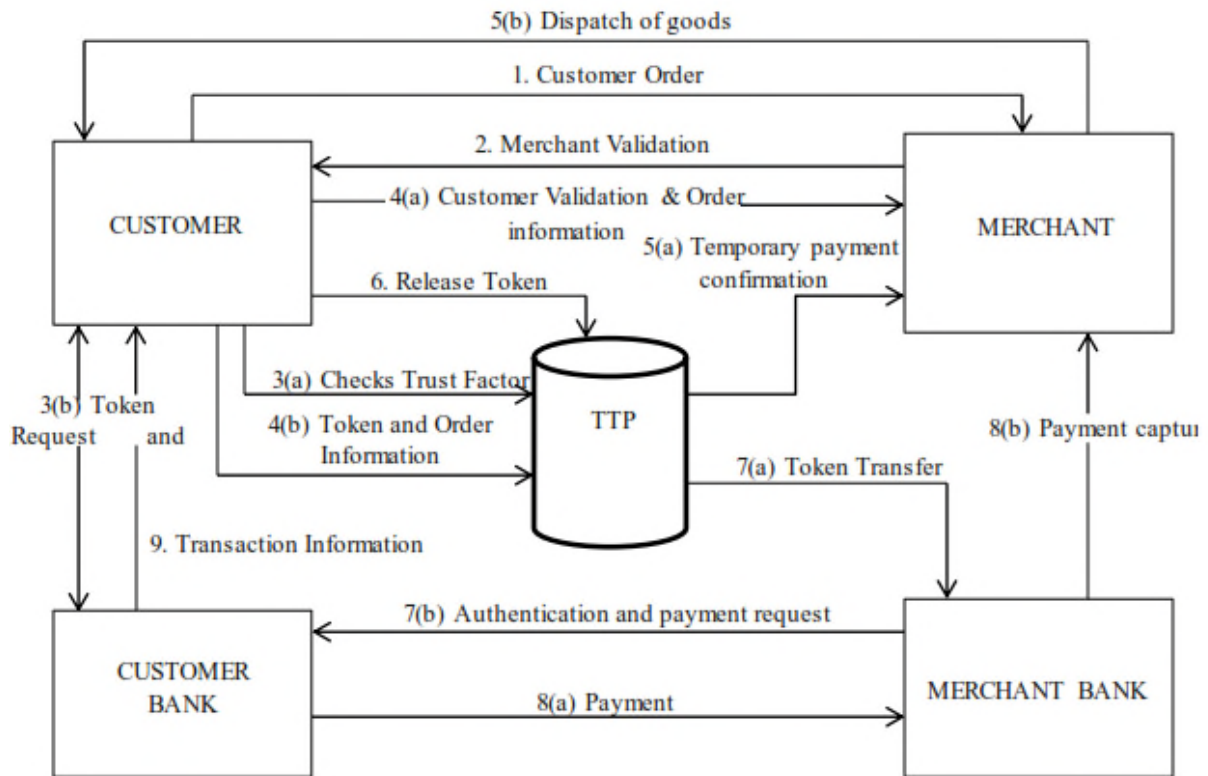 5(b) Dispatch of goods
1. Customer Order
2. Merchant Validation
4(a) Customer Validation & Order
information
CUSTOMER
MERCHANT
5(a) Temporary payment
confirmation
6. Release Token
3(a) Checks Trust Factor
TTP
3(b) Token
Request and
4(b) Token and Order
Information
8(b) Payment captur
7(a) Token Transfer
9. Transaction Information
7(b) Authentication and payment request
CUSTOMER
BANK
MERCHANT BANK
8(a) Payment